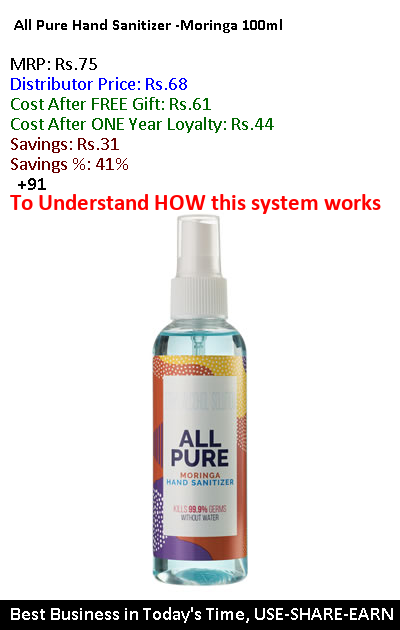 All Pure Hand Sanitizer -Moringa 100ml
MRP: Rs.75
Distributor Price: Rs.68
Cost After FREE Gift: Rs.61
Cost After ONE Year Loyalty: Rs.44
Savings: Rs.31
Savings %: 41%
+91
To Understand HOW this system works
ALCOHOL SOLUTION
ALL
PURE
MORINGA
HAND SANITIZER
KILLS 99.9% GERMS
WITHOUT WATER
Best Business in Today's Time, USE-SHARE-EARN